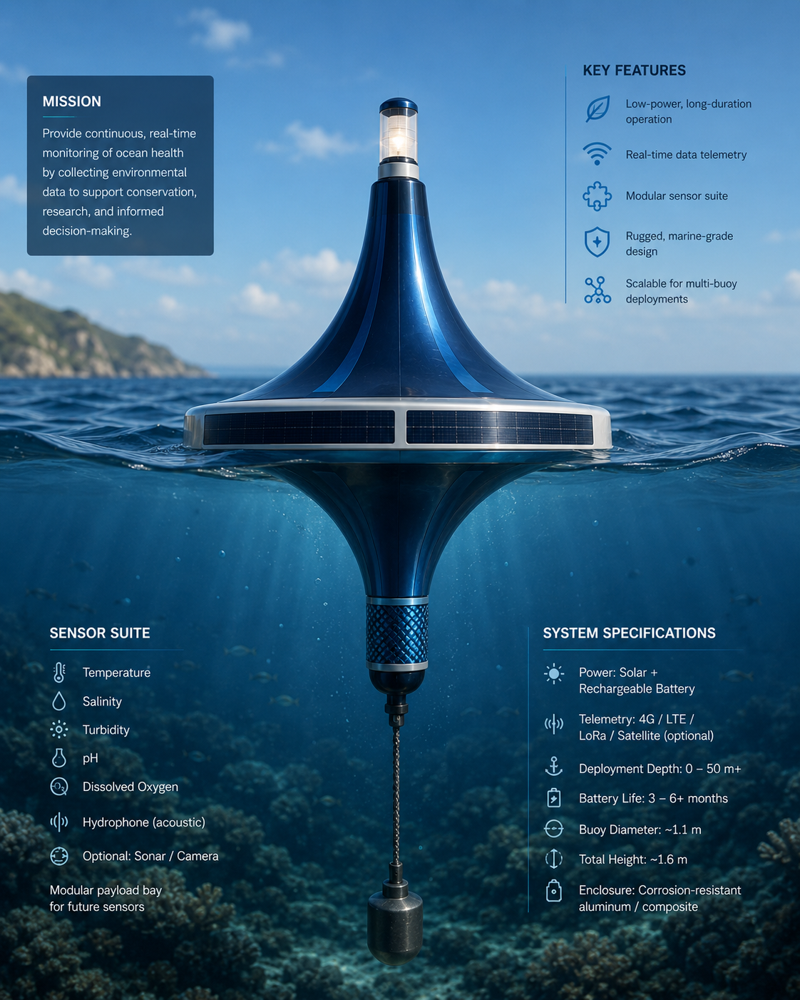 MISSION
Provide continuous, real-time
monitoring of ocean health
by collecting environmental
data to support conservation,
research, and informed
decision-making.
KEY FEATURES
Low-power, long-duration
operation
Real-time data telemetry
Modular sensor suite
Rugged, marine-grade
design
Scalable for multi-buoy
deployments
SENSOR SUITE
Temperature
Salinity
Turbidity
pH
O₂
Dissolved Oxygen
Hydrophone (acoustic)
Optional: Sonar / Camera
Modular payload bay
for future sensors
SYSTEM SPECIFICATIONS
Power: Solar +
Rechargeable Battery
Telemetry: 4G / LTE /
LoRa / Satellite (optional)
Deployment Depth: 0 – 50 m+
Battery Life: 3 – 6+ months
Buoy Diameter: ~1.1 m
Total Height: ~1.6 m
Enclosure: Corrosion-resistant
aluminum / composite